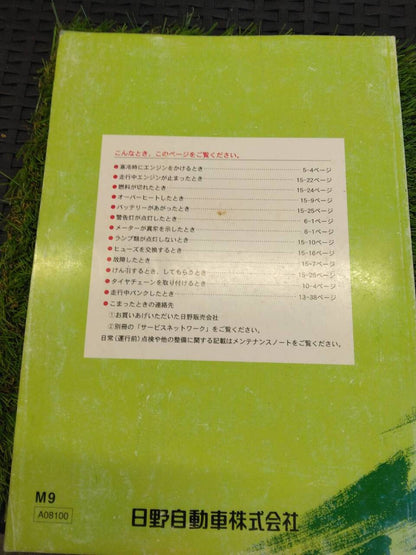 こんなとき、このページをご覧ください。
●寒冷時にエンジンをかけるとき 5-4ページ
●走行中エンジンが止まったとき 15-22ページ
●燃料が切れたとき 15-24ページ
●オーバーヒートしたとき 15-9ページ
●バッテリーがあがったとき 15-25ページ
●警告灯が点灯したとき 6-1ページ
●メーターが異常を示したとき 6-1ページ
●ランプ類が点灯しないとき 15-10ページ
●ヒューズを交換するとき 15-16ページ
●故障したとき 15-7ページ
●けん引するとき、してもらうとき 15-26ページ
●タイヤチェーンを取り付けるとき 10-4ページ
●走行中パンクしたとき 13-38ページ
●こまったときの連絡先
①お買いあげいただいた日野販売会社
②別冊の「サービスネットワーク」をご覧ください。
日常(運行前)点検や他の整備に関する記載はメンテナンスノートをご覧ください。
M9
A08100
日野自動車株式会社